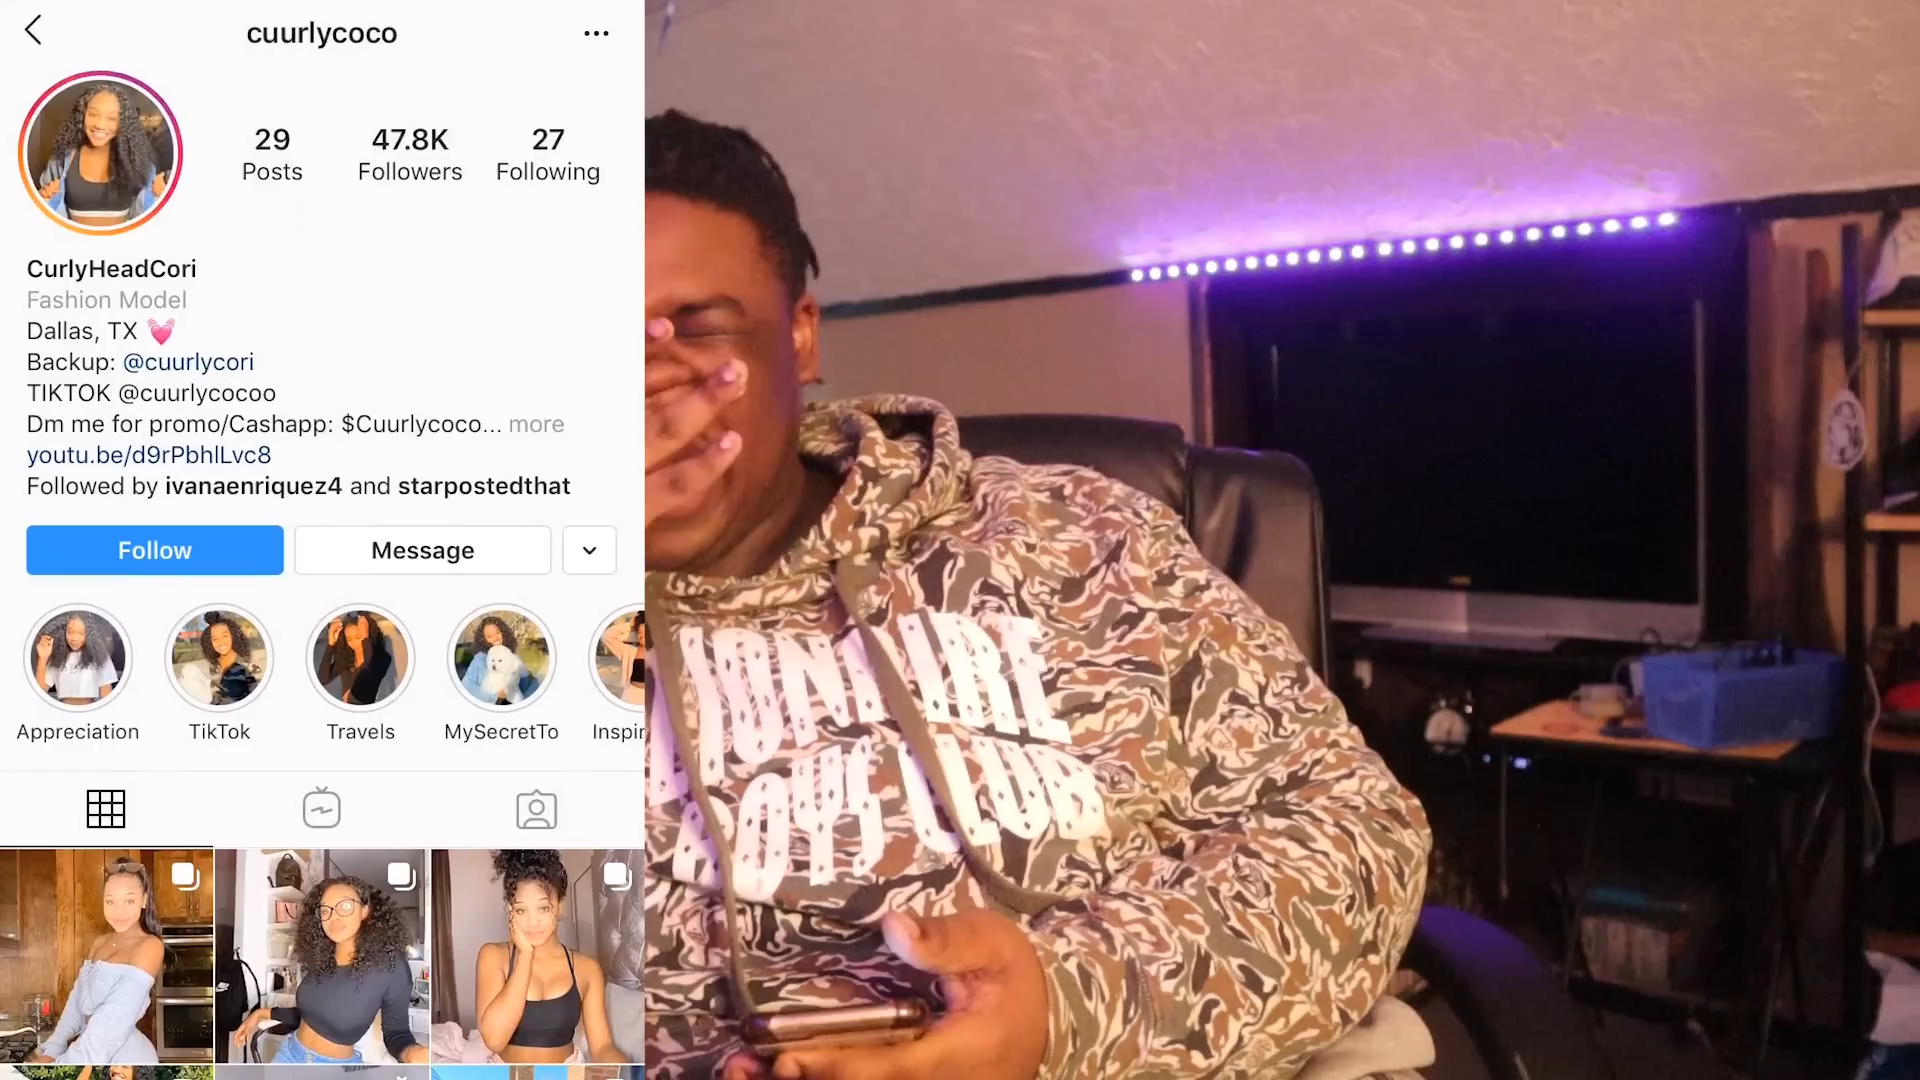 cuurlycoco
29 47.8K 27
Posts Followers Following
CurlyHeadCori
Fashion Model
Dallas, TX
Backup: @cuurlycori
TIKTOK @cuurlycocoo
Dm me for promo/Cashapp: $Cuurlycoco... more
youtu.be/d9rPbhlLvc8
Followed by ivanaenriquez4 and starpostedthat
Follow Message
Appreciation TikTok Travels MySecretTo Inspir
BOYS CLUB